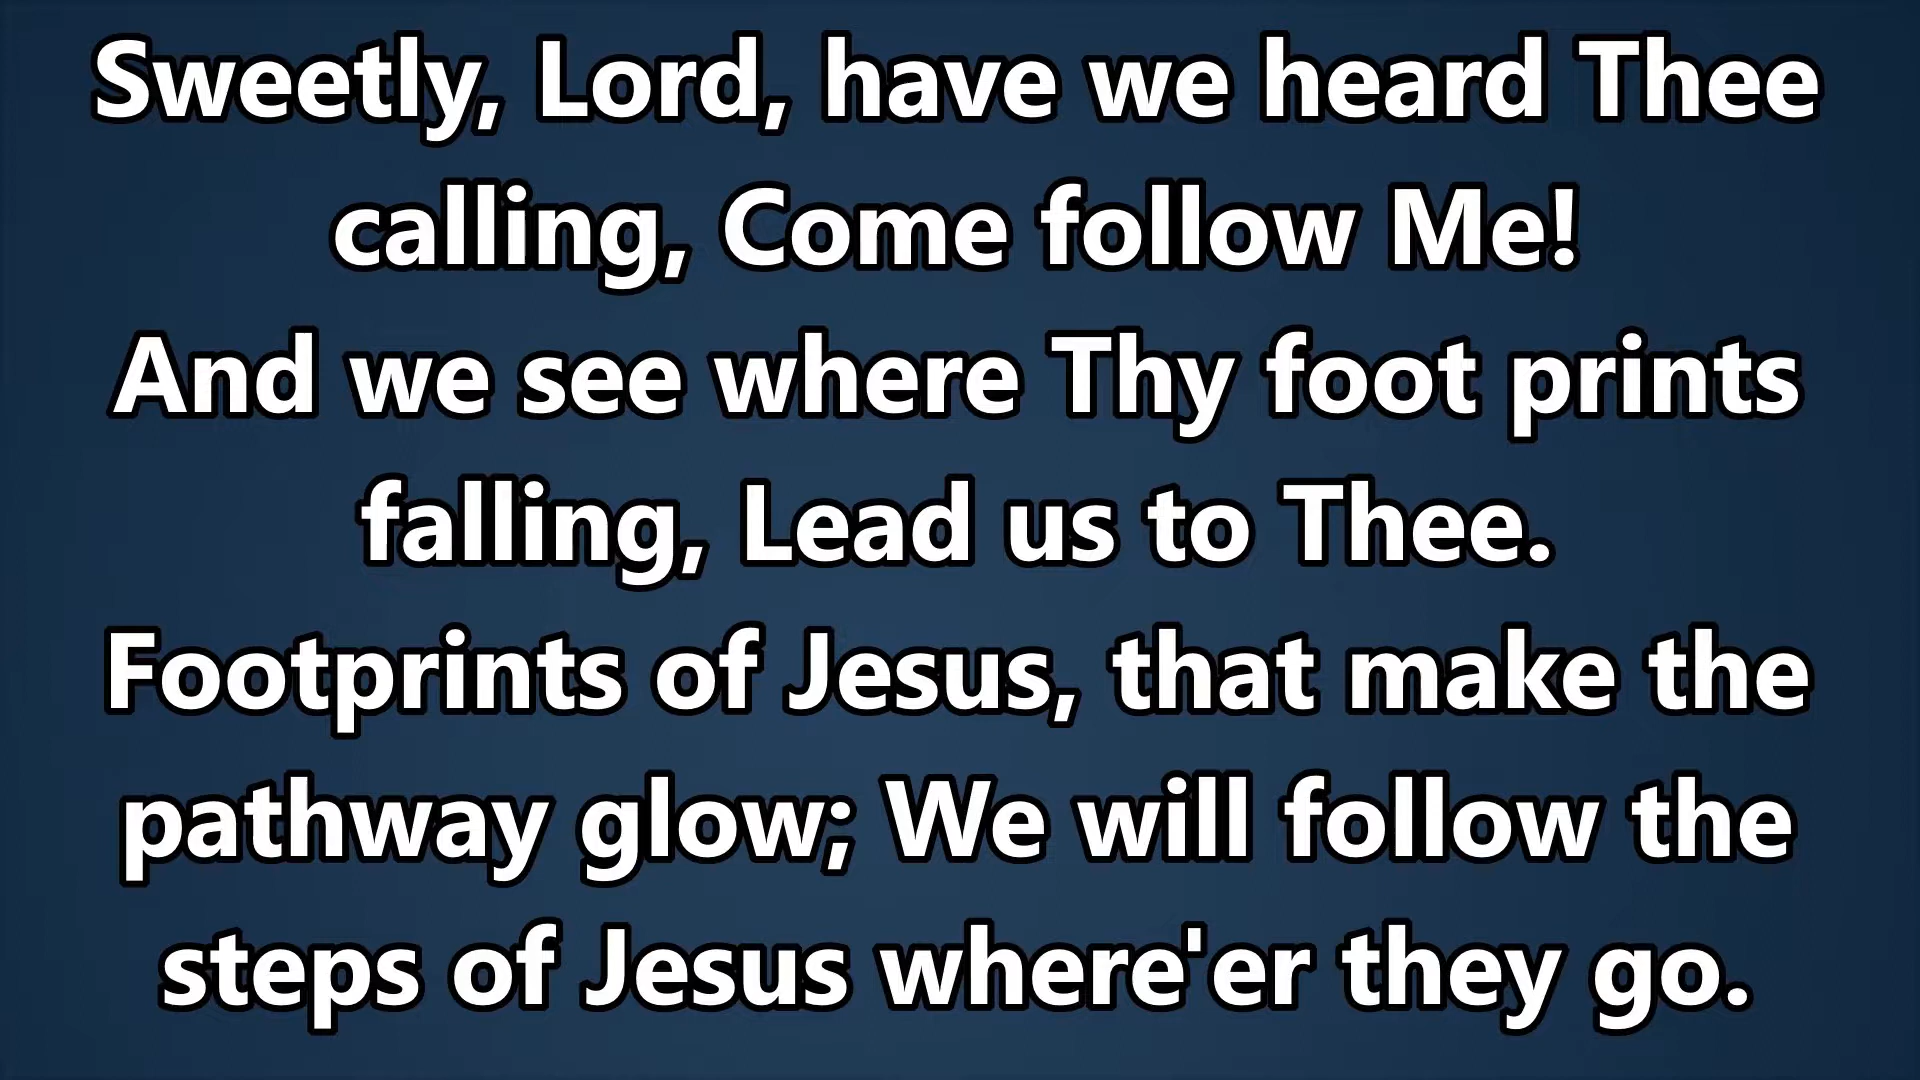 Sweetly, Lord, have we heard Thee
calling, Come follow Me!
And we see where Thy foot prints
falling, Lead us to Thee.
Footprints of Jesus, that make the
pathway glow; We will follow the
steps of Jesus where'er they go.